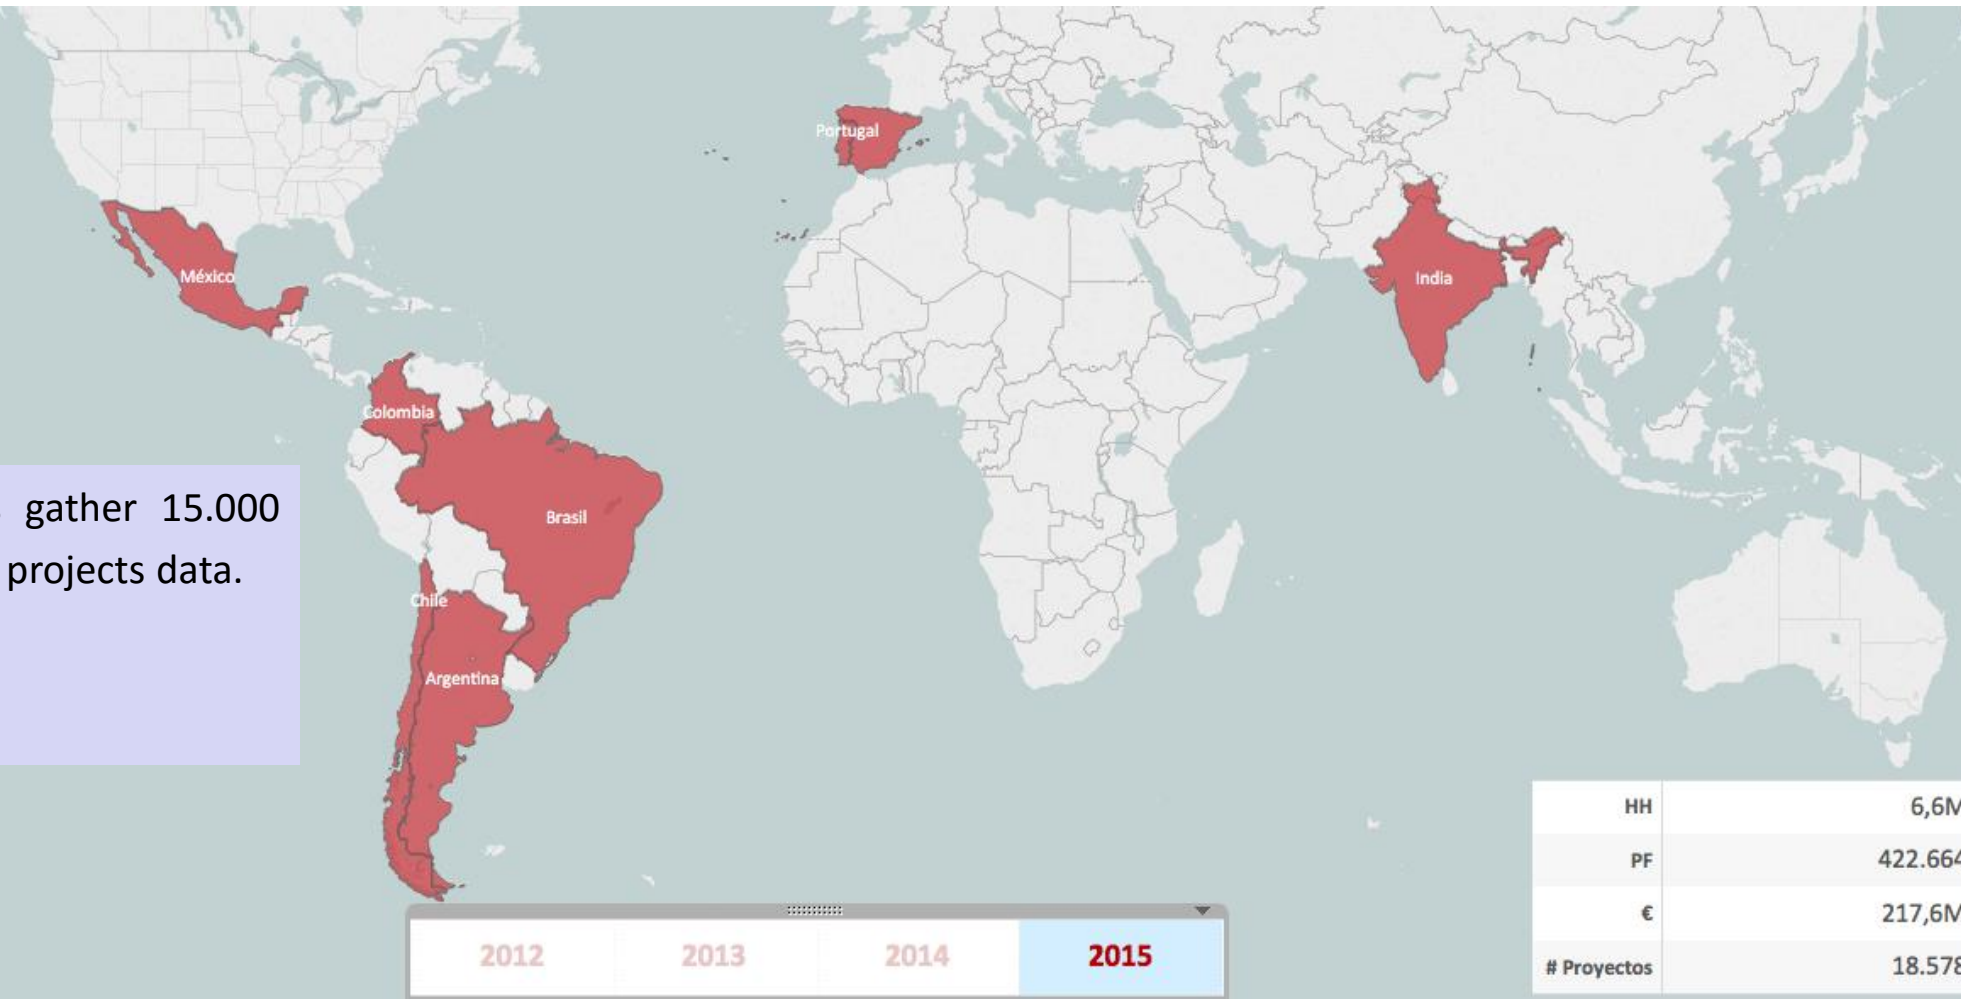 Portugal
México
India
Colombia
Brasil
gather 15.000
projects data.
Chile
Argentina
HH 6,6M
PF 422.664
€ 217,6M
# Proyectos 18.578
2012 2013 2014 2015